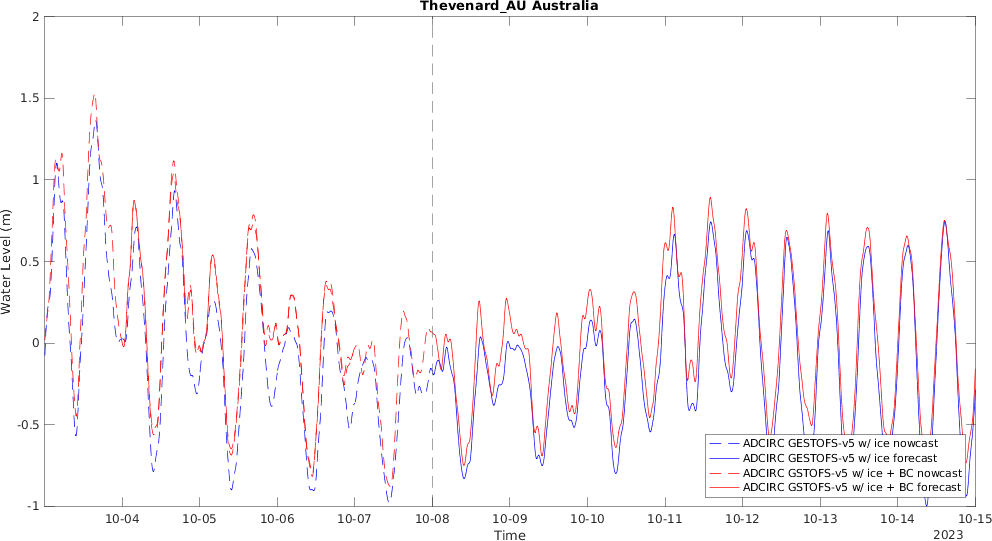 Thevenard_AU Australia
2
1.5
1
0.5
0
-0.5
-1
Water Level (m)
10-04 10-05 10-06 10-07 10-08 10-09 10-10 10-11 10-12 10-13 10-14 10-15
Time
2023
ADCIRC GESTOFS-v5 w/ ice nowcast
ADCIRC GESTOFS-v5 w/ ice forecast
ADCIRC GSTOFS-v5 w/ ice + BC nowcast
ADCIRC GSTOFS-v5 w/ ice + BC forecast